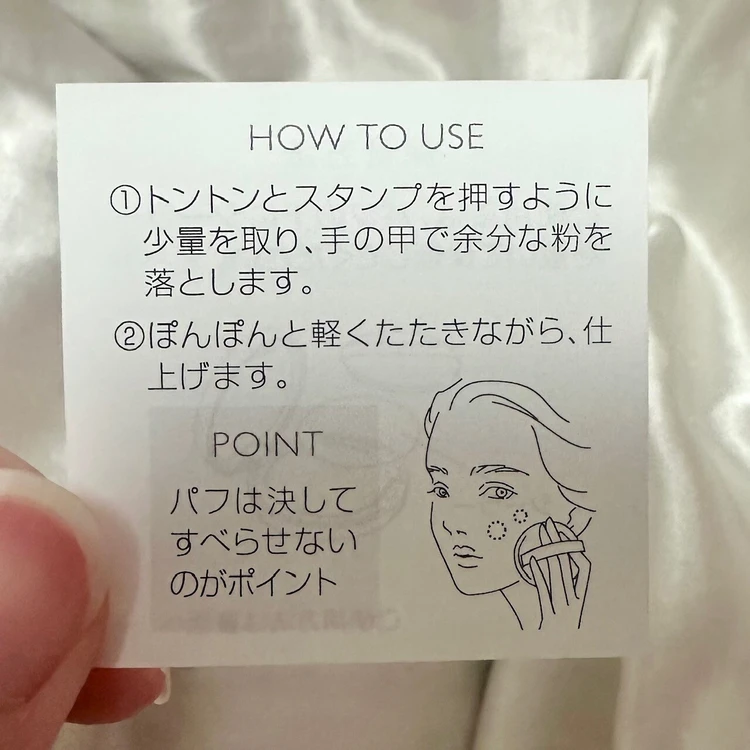 HOW TO USE
①トントンとスタンプを押すように
少量を取り、手の甲で余分な粉を
落とします。
②ぽんぽんと軽くたたきながら、仕
上げます。
POINT
パフは決して
すべらせない
のがポイント